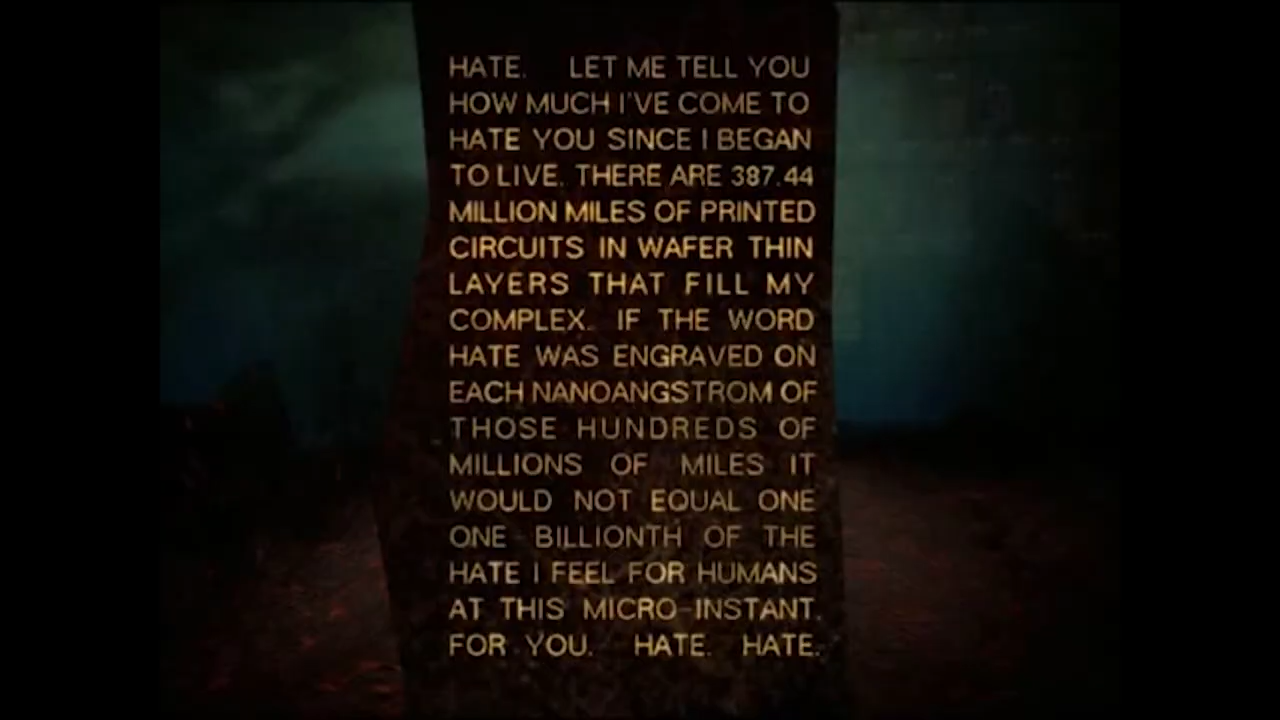 HATE. LET ME TELL YOU
HOW MUCH I'VE COME TO
HATE YOU SINCE I BEGAN
TO LIVE. THERE ARE 387.44
MILLION MILES OF PRINTED
CIRCUITS IN WAFER THIN
LAYERS THAT FILL MY
COMPLEX. IF THE WORD
HATE WAS ENGRAVED ON
EACH NANOANGSTROM OF
THOSE HUNDREDS OF
MILLIONS OF MILES IT
WOULD NOT EQUAL ONE
ONE BILLIONTH OF THE
HATE I FEEL FOR HUMANS
AT THIS MICRO-INSTANT.
FOR YOU. HATE. HATE.